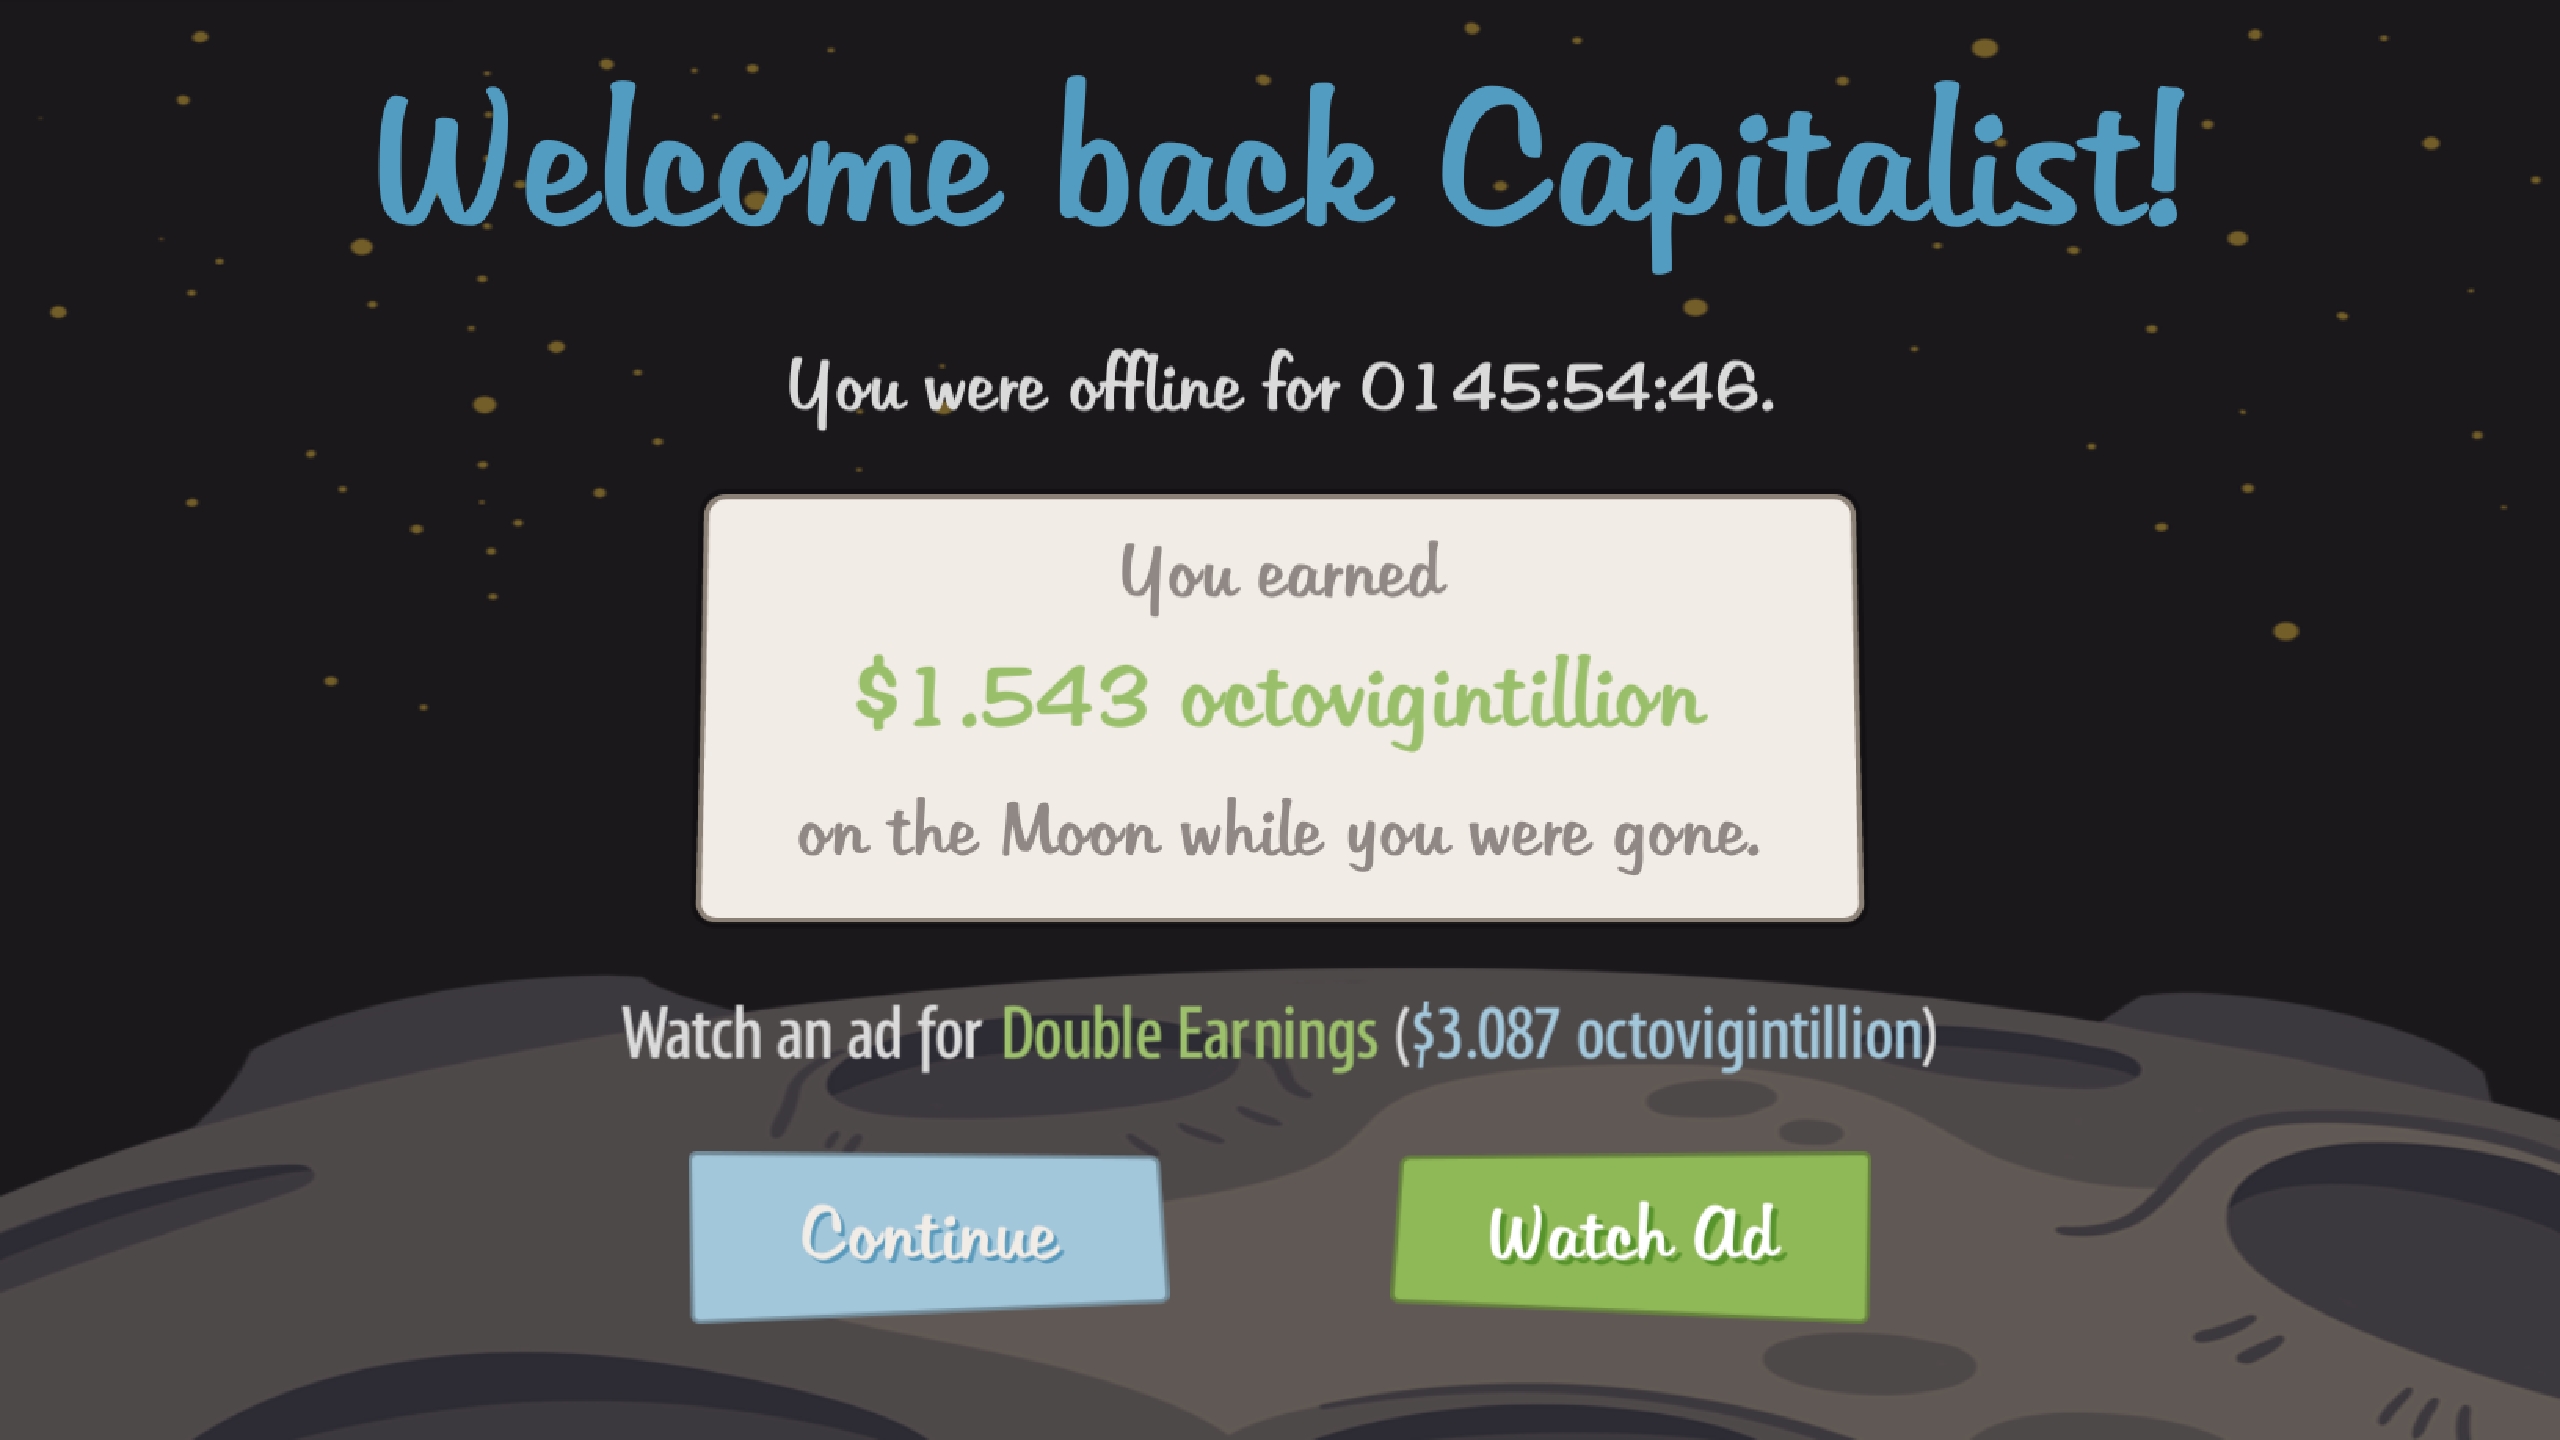 Welcome back Capitalist!
You were offline for 0145:54:46.
You earned
$1.543 octovigintillion
on the Moon while you were gone.
Watch an ad for Double Earnings ($3.087 octovigintillion)
Continue
Watch Ad